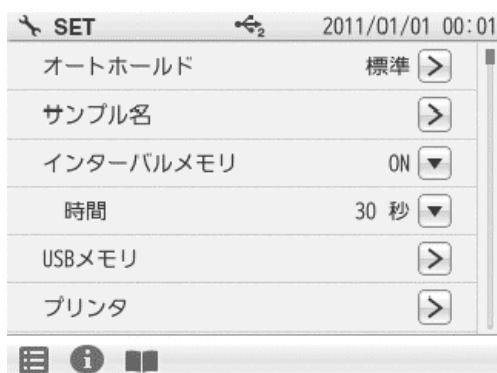 SET 2 2011/01/01 00:01
オートホールド 標準
サンプル名
インターバルメモリ ON
時間 30 秒
USBメモリ
プリンタ